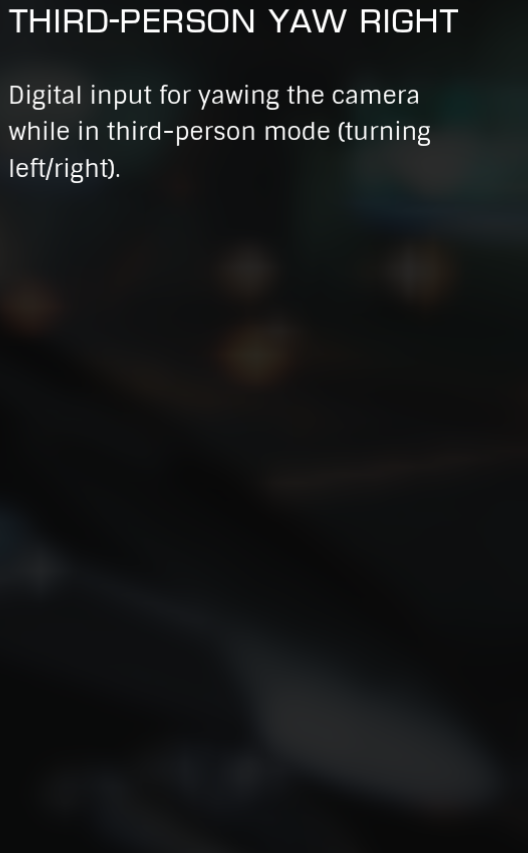 THIRD-PERSON YAW RIGHT
Digital input for yawing the camera
while in third-person mode (turning
left/right).